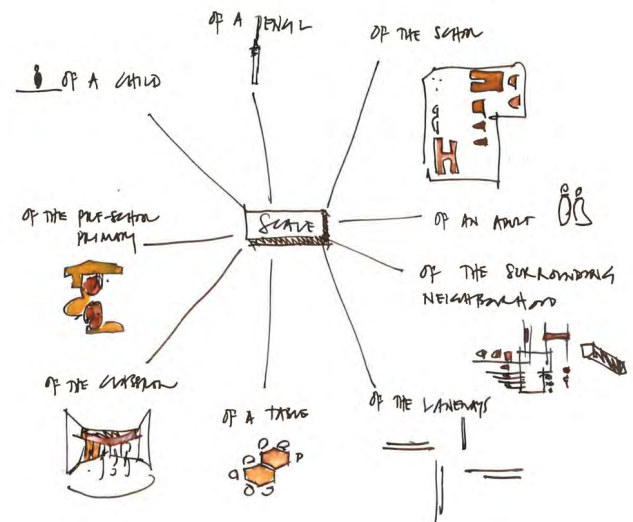 OF A PENCIL
OF THE SCHOOL
OF A CHILD
OF THE PRE-SCHOOL
PRIMARY
SCALE
OF AN ADULT
OF THE SURROUNDING
NEIGHBOURHOOD
OF THE CLASSROOM
OF A TABLE
OF THE LANEWAYS